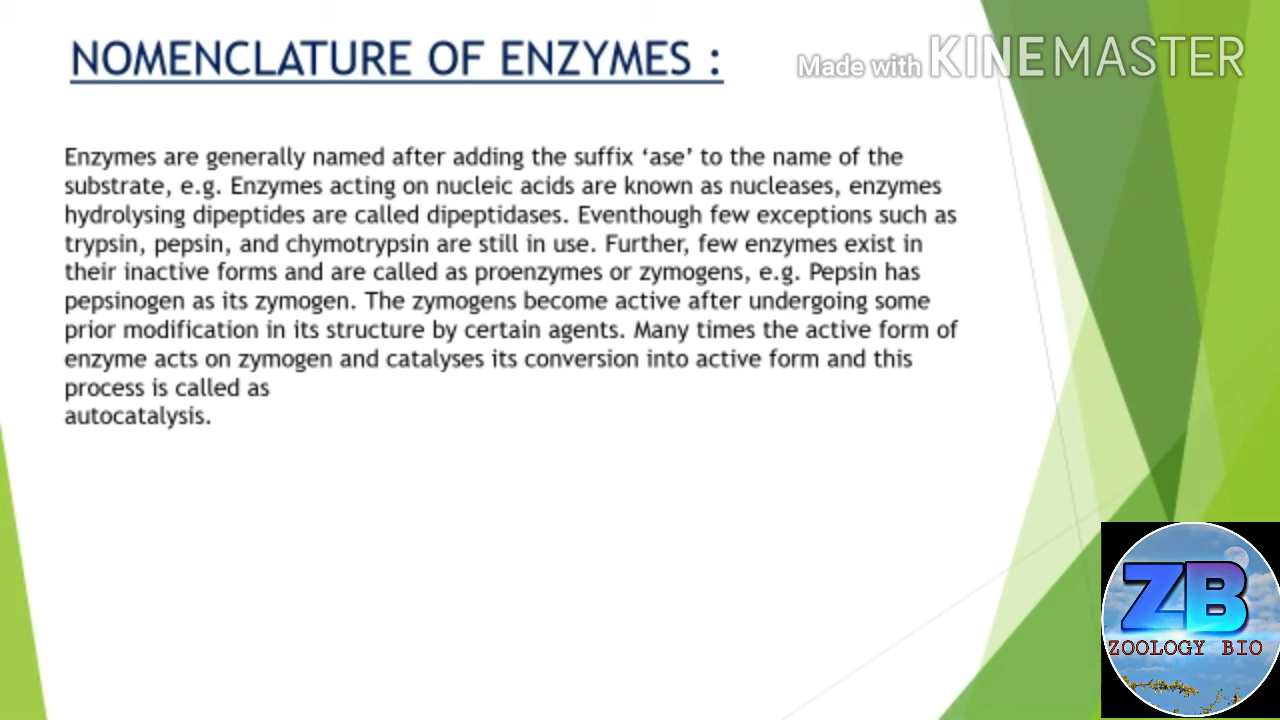 NOMENCLATURE OF ENZYMES :
Made with KINEMASTER
Enzymes are generally named after adding the suffix ‘ase’ to the name of the
substrate, e.g. Enzymes acting on nucleic acids are known as nucleases, enzymes
hydrolysing dipeptides are called dipeptidases. Eventhough few exceptions such as
trypsin, pepsin, and chymotrypsin are still in use. Further, few enzymes exist in
their inactive forms and are called as proenzymes or zymogens, e.g. Pepsin has
pepsinogen as its zymogen. The zymogens become active after undergoing some
prior modification in its structure by certain agents. Many times the active form of
enzyme acts on zymogen and catalyses its conversion into active form and this
process is called as
autocatalysis.
ZB
ZOOLOGY BIO